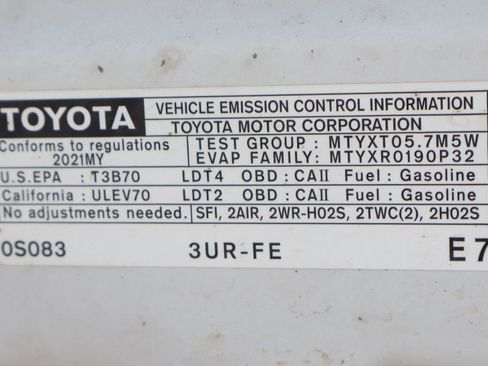 TOYOTA VEHICLE EMISSION CONTROL INFORMATION
TOYOTA MOTOR CORPORATION
Conforms to regulations TEST GROUP : MTYXT05.7M5W
2021MY EVAP FAMILY: MTYXR0190P32
U.S.EPA : T3B70 LDT4 OBD : CAII Fuel : Gasoline
California : ULEV70 LDT2 OBD : CAII Fuel : Gasoline
No adjustments needed. SFI, 2AIR, 2WR-HO2S, 2TWC(2), 2HO2S
0S083 3UR-FE E7